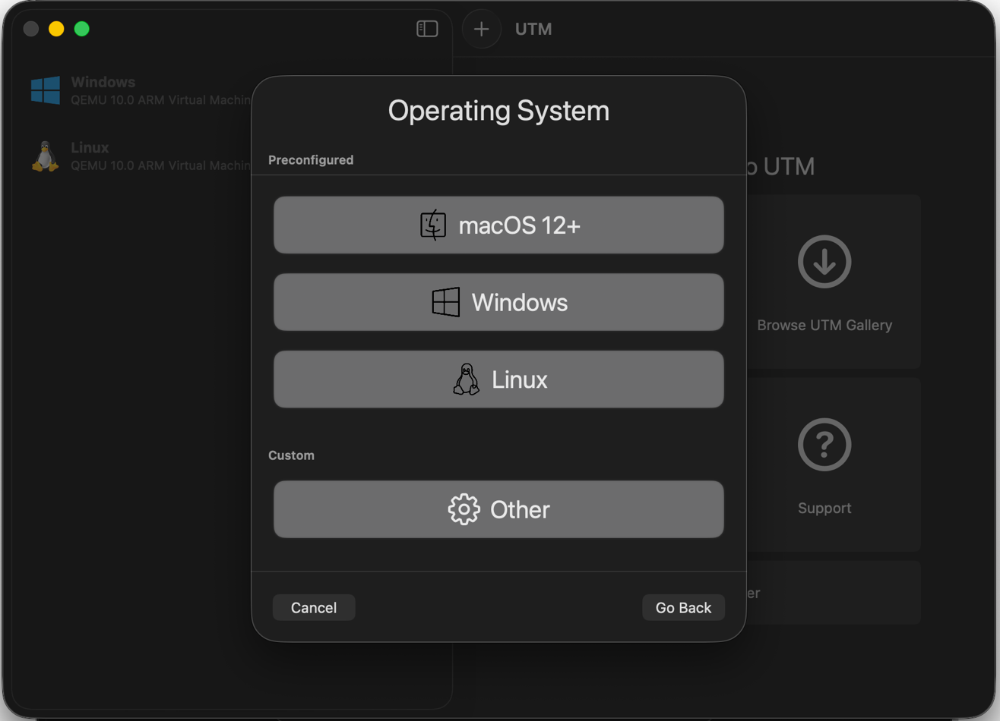 UTM
Windows
QEMU 10.0 ARM Virtual Machin
Linux
QEMU 10.0 ARM Virtual Machin
Operating System
Preconfigured
macOS 12+
Windows
Linux
Custom
Other
Cancel
Go Back
o UTM
Browse UTM Gallery
Support
er